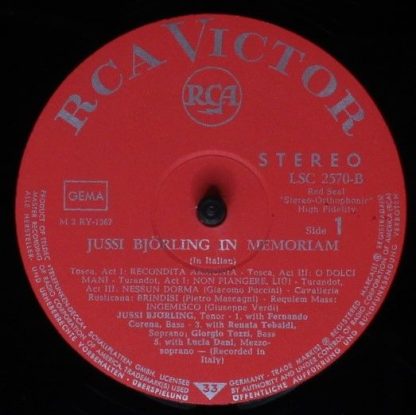 RCA VICTOR
RCA
STEREO
LSC 2570-B
Red Seal
"Stereo-Orthophonic"
High Fidelity
GEMA
M 2 RY-1267
Side 1
JUSSI BJÖRLING IN MEMORIAM
(In Italian)
Tosca, Act I: RECONDITA ARMONIA - Tosca, Act III: O DOLCI
MANI - Turandot, Act I: NON PIANGERE, LIÙ! - Turandot,
Act III: NESSUN DORMA (Giacomo Puccini) - Cavalleria
Rusticana: BRINDISI (Pietro Mascagni) - Requiem Mass:
INGEMISCO (Giuseppe Verdi)
JUSSI BJÖRLING, Tenor - 1. with Fernando
Corena, Bass - 3. with Renata Tebaldi,
Soprano; Giorgio Tozzi, Bass
5. with Lucia Dani, Mezzo-
soprano - (Recorded in
Italy)
33